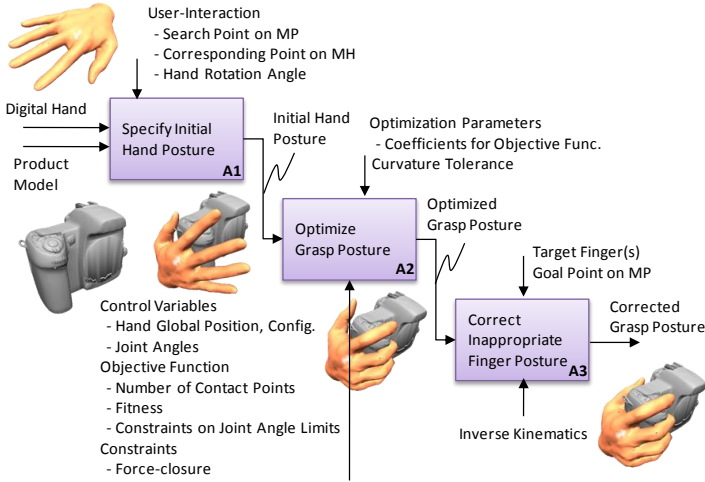 User-Interaction
- Search Point on MP
- Corresponding Point on MH
- Hand Rotation Angle
Digital Hand
Product
Model
Specify Initial
Hand Posture
A1
Initial Hand
Posture
Optimization Parameters
- Coefficients for Objective Func.
Curvature Tolerance
Optimize
Grasp Posture
A2
Optimized
Grasp Posture
Target Finger(s)
Goal Point on MP
Correct
Inappropriate
Finger Posture
A3
Corrected
Grasp Posture
Control Variables
- Hand Global Position, Config.
- Joint Angles
Objective Function
- Number of Contact Points
- Fitness
- Constraints on Joint Angle Limits
Constraints
- Force-closure
Inverse Kinematics